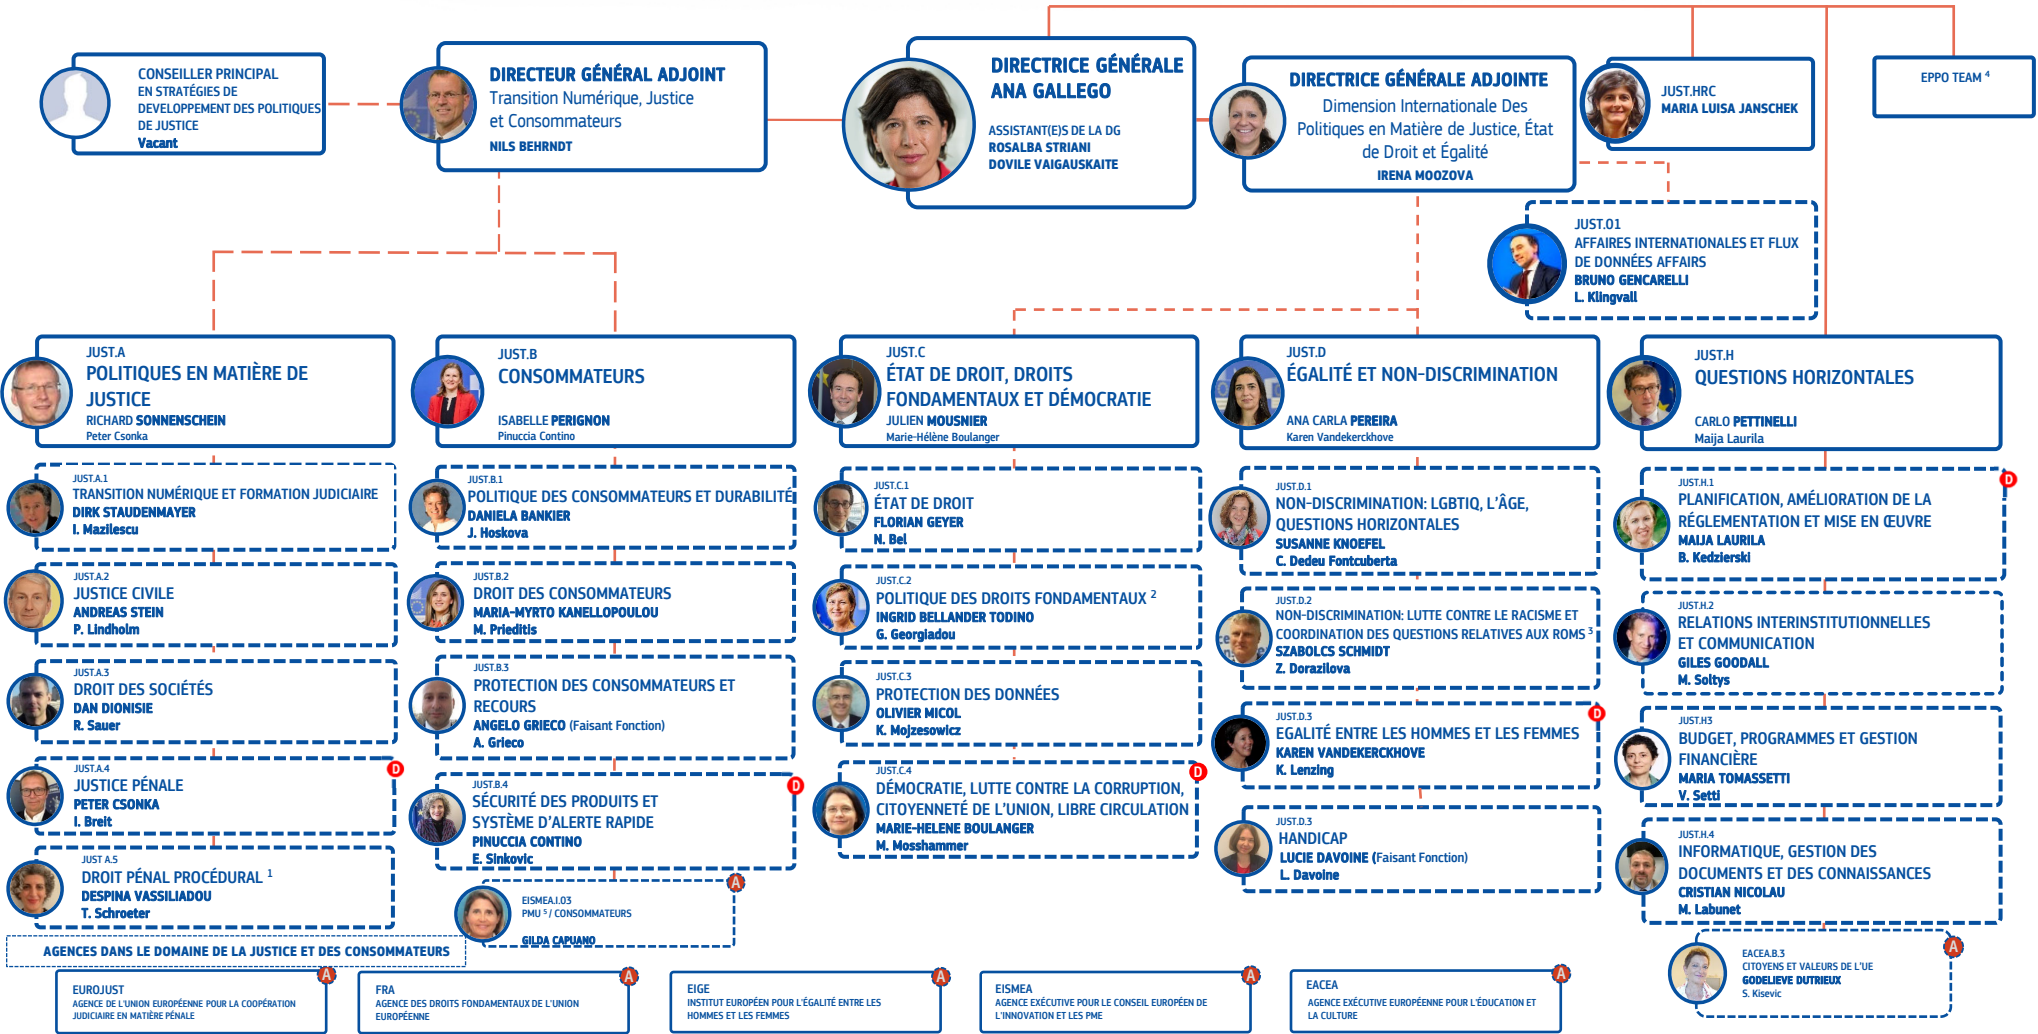 CONSEILLER PRINCIPAL
EN STRATÉGIES DE
DEVELOPPEMENT DES POLITIQUES
DE JUSTICE
Vacant
DIRECTEUR GÉNÉRAL ADJOINT
Transition Numérique, Justice
et Consommateurs
NILS BEHRNDT
DIRECTRICE GÉNÉRALE
ANA GALLEGO
ASSISTANT(E)S DE LA DG
ROSALBA STRIANI
DOVILE VAIGAUSKAITE
DIRECTRICE GÉNÉRALE ADJOINTE
Dimension Internationale Des
Politiques en Matière de Justice, État
de Droit et Égalité
IRENA MOOZOVA
JUST.HRC
MARIA LUISA JANSCHEK
EPPO TEAM 4
JUST.01
AFFAIRES INTERNATIONALES ET FLUX
DE DONNÉES AFFAIRS
BRUNO GENCARELLI
L. Klingvall
JUST.A
POLITIQUES EN MATIÈRE DE
JUSTICE
RICHARD SONNENSCHEIN
Peter Csonka
JUST.B
CONSOMMATEURS
ISABELLE PERIGNON
Pinuccia Contino
JUST.C
ÉTAT DE DROIT, DROITS
FONDAMENTAUX ET DÉMOCRATIE
JULIEN MOUSNIER
Marie-Hélène Boulanger
JUST.D
ÉGALITÉ ET NON-DISCRIMINATION
ANA CARLA PEREIRA
Karen Vandekerckhove
JUST.H
QUESTIONS HORIZONTALES
CARLO PETTINELLI
Maija Laurila
JUST.A.1
TRANSITION NUMÉRIQUE ET FORMATION JUDICIAIRE
DIRK STAUDENMAYER
I. Mazilescu
JUST.A.2
JUSTICE CIVILE
ANDREAS STEIN
P. Lindholm
JUST.A.3
DROIT DES SOCIÉTÉS
DAN DIONISIE
R. Sauer
D
JUST.A.4
JUSTICE PÉNALE
PETER CSONKA
I. Breit
JUST A.5
DROIT PÉNAL PROCÉDURAL 1
DESPINA VASSILIADOU
T. Schroeter
JUST.B.1
POLITIQUE DES CONSOMMATEURS ET DURABILITÉ
DANIELA BANKIER
J. Hoskova
JUST.B.2
DROIT DES CONSOMMATEURS
MARIA-MYRTO KANELLOPOULOU
M. Prieditis
JUST.B.3
PROTECTION DES CONSOMMATEURS ET
RECOURS
ANGELO GRIECO (Faisant Fonction)
A. Grieco
D
JUST.B.4
SÉCURITÉ DES PRODUITS ET
SYSTÈME D'ALERTE RAPIDE
PINUCCIA CONTINO
E. Sinkovic
A
EISMEA.I.03
PMU 5 / CONSOMMATEURS
GILDA CAPUANO
JUST.C.1
ÉTAT DE DROIT
FLORIAN GEYER
N. Bel
JUST.C.2
POLITIQUE DES DROITS FONDAMENTAUX 2
INGRID BELLANDER TODINO
G. Georgiadou
JUST.C.3
PROTECTION DES DONNÉES
OLIVIER MICOL
K. Mojzesowicz
D
JUST.C.4
DÉMOCRATIE, LUTTE CONTRE LA CORRUPTION,
CITOYENNETÉ DE L'UNION, LIBRE CIRCULATION
MARIE-HELENE BOULANGER
M. Mosshammer
JUST.D.1
NON-DISCRIMINATION: LGBTIQ, L'ÂGE,
QUESTIONS HORIZONTALES
SUSANNE KNOEFEL
C. Dedeu Fontcuberta
JUST.D.2
NON-DISCRIMINATION: LUTTE CONTRE LE RACISME ET
COORDINATION DES QUESTIONS RELATIVES AUX ROMS 3
SZABOLCS SCHMIDT
Z. Dorazilova
D
JUST.D.3
EGALITÉ ENTRE LES HOMMES ET LES FEMMES
KAREN VANDEKERCKHOVE
K. Lenzing
JUST.D.3
HANDICAP
LUCIE DAVOINE (Faisant Fonction)
L. Davoine
D
JUST.H.1
PLANIFICATION, AMÉLIORATION DE LA
RÉGLEMENTATION ET MISE EN ŒUVRE
MAIJA LAURILA
B. Kedzierski
JUST.H.2
RELATIONS INTERINSTITUTIONNELLES
ET COMMUNICATION
GILES GOODALL
M. Soltys
JUST.H3
BUDGET, PROGRAMMES ET GESTION
FINANCIÈRE
MARIA TOMASSETTI
V. Setti
JUST.H.4
INFORMATIQUE, GESTION DES
DOCUMENTS ET DES CONNAISSANCES
CRISTIAN NICOLAU
M. Labunet
A
EACEA.B.3
CITOYENS ET VALEURS DE L'UE
GODELIEVE DUTRIEUX
S. Kisevic
AGENCES DANS LE DOMAINE DE LA JUSTICE ET DES CONSOMMATEURS
A
EUROJUST
AGENCE DE L'UNION EUROPÉENNE POUR LA COOPÉRATION
JUDICIAIRE EN MATIÈRE PÉNALE
A
FRA
AGENCE DES DROITS FONDAMENTAUX DE L'UNION
EUROPÉENNE
A
EIGE
INSTITUT EUROPÉEN POUR L'ÉGALITÉ ENTRE LES
HOMMES ET LES FEMMES
A
EISMEA
AGENCE EXÉCUTIVE POUR LE CONSEIL EUROPÉEN DE
L'INNOVATION ET LES PME
A
EACEA
AGENCE EXÉCUTIVE EUROPÉENNE POUR L'ÉDUCATION ET
LA CULTURE